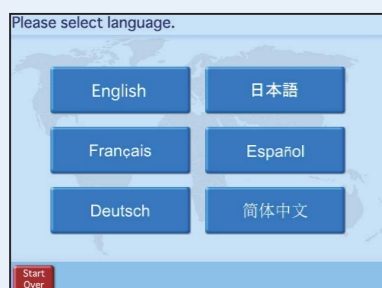 Please select language.
English
日本語
Français
Español
Deutsch
简体中文
Start
Over